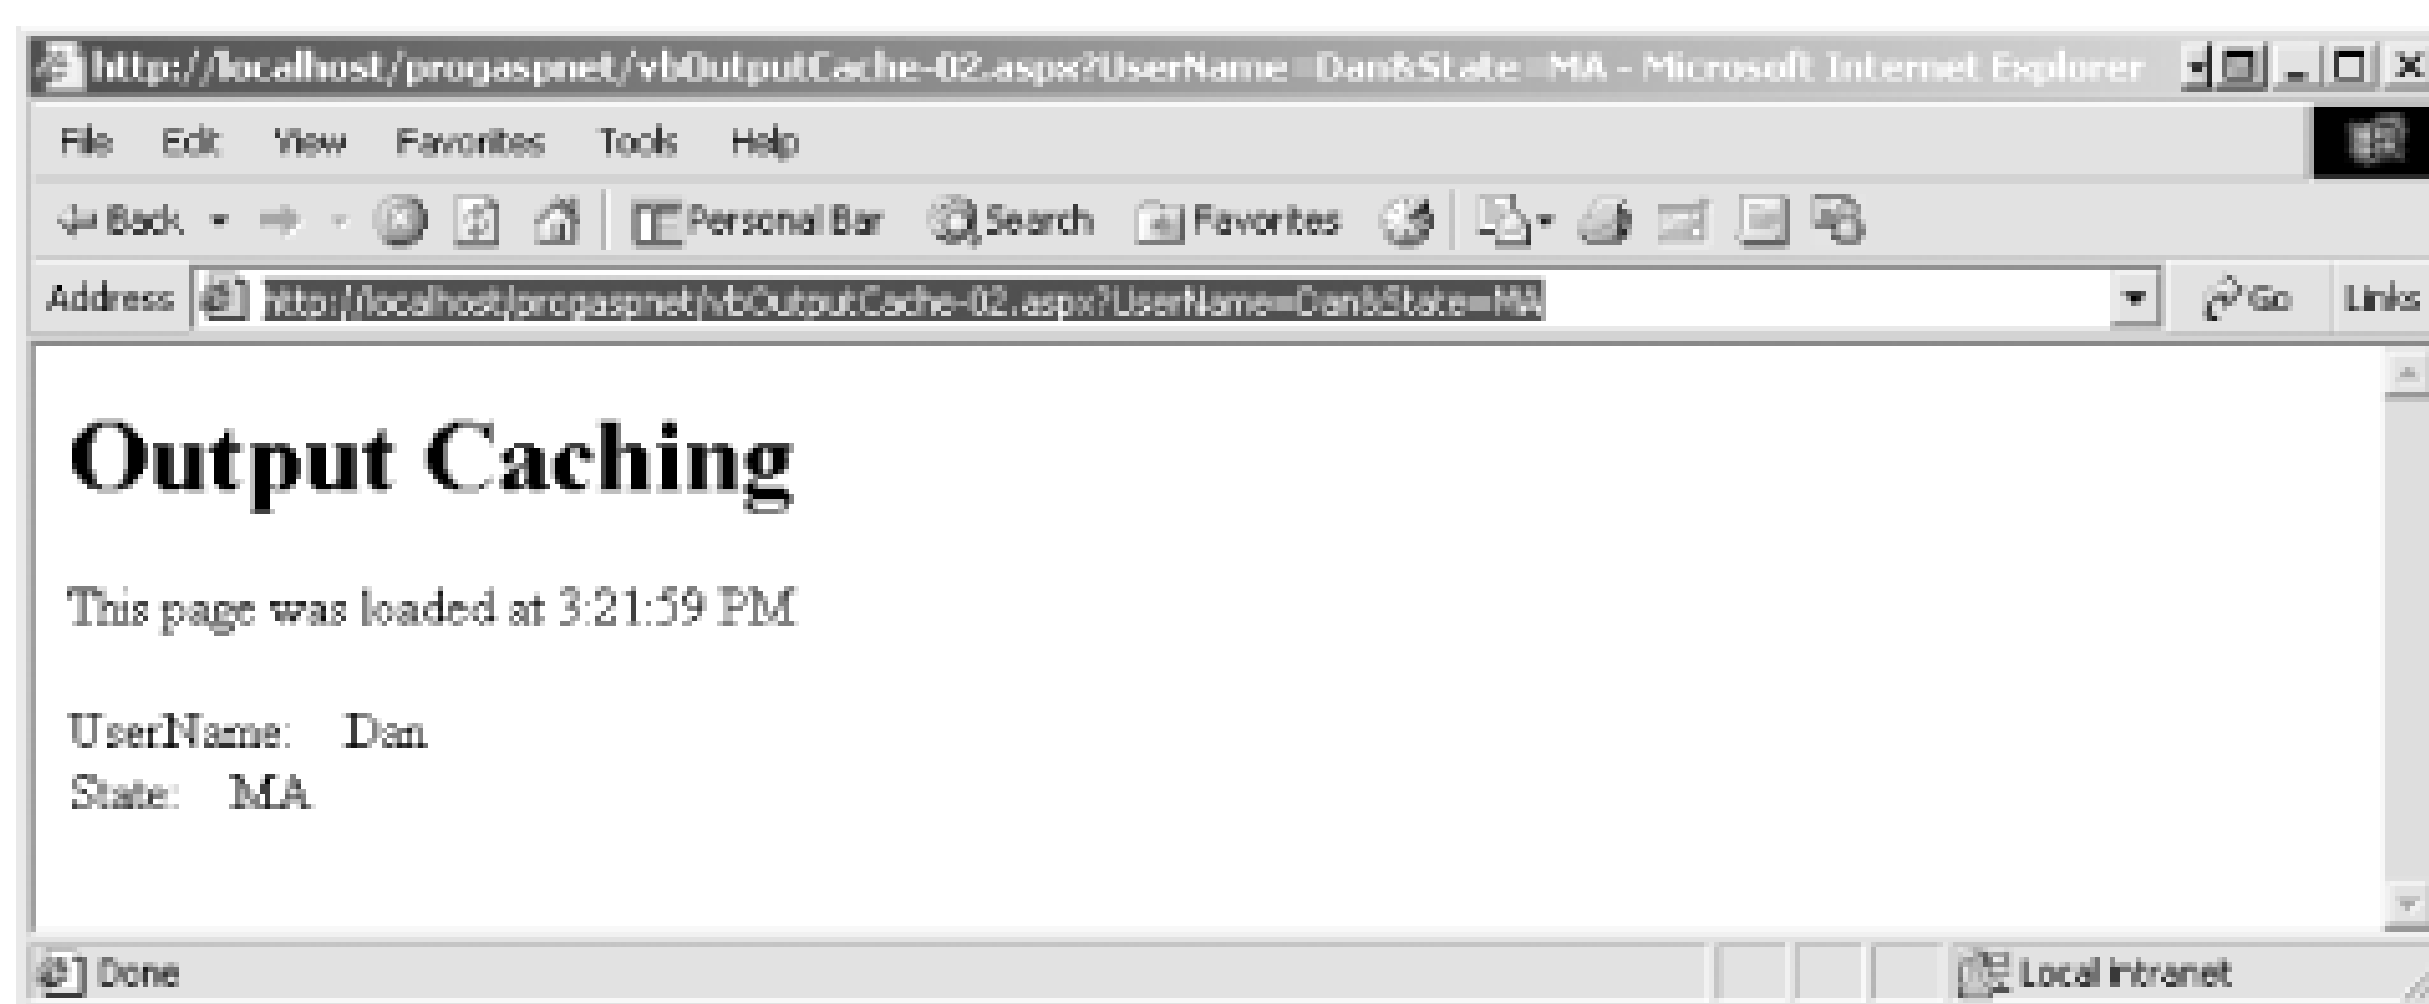 http://localhost/progaspnet/vbOutputCache-02.aspx?UserName=Dan&State=MA - Microsoft Internet Explorer
File Edit View Favorites Tools Help
Back Personal Bar Search Favorites
Address http://localhost/progaspnet/vbOutputCache-02.aspx?UserName=Dan&State=MA Go Links
Output Caching
This page was loaded at 3:21:59 PM
UserName: Dan
State: MA
Done Local intranet